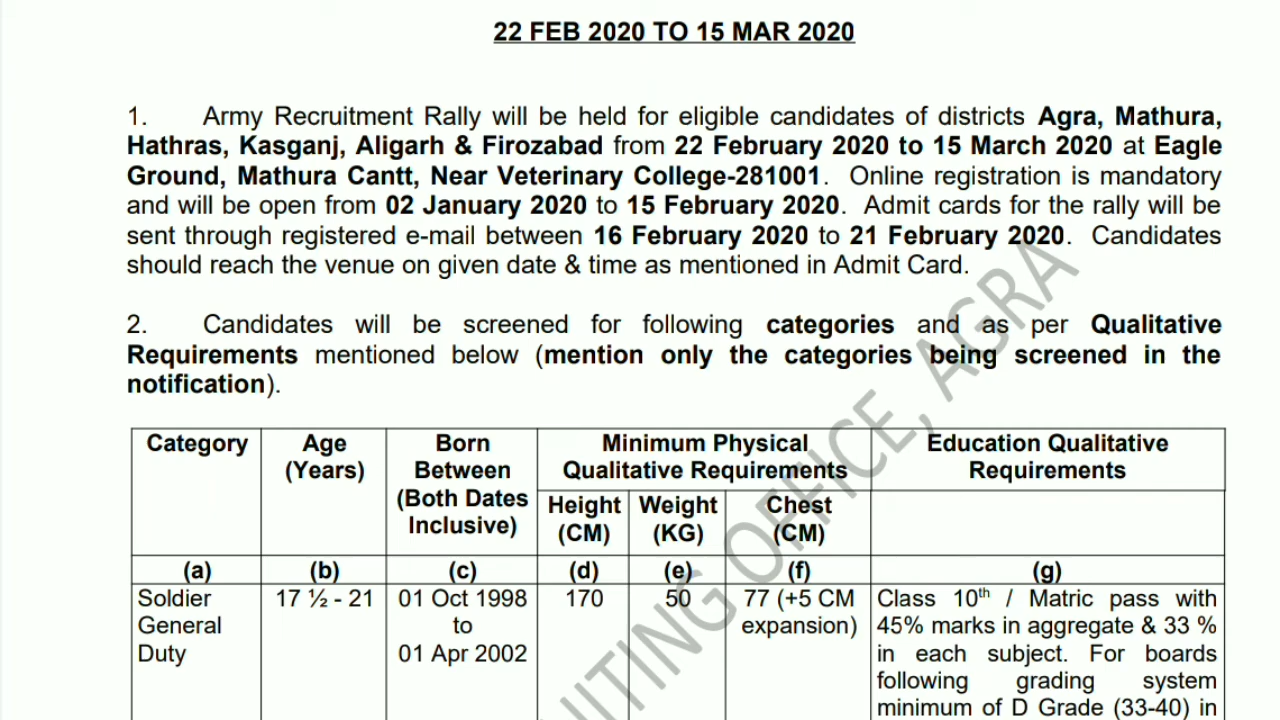 22 FEB 2020 TO 15 MAR 2020
1. Army Recruitment Rally will be held for eligible candidates of districts Agra, Mathura,
Hathras, Kasganj, Aligarh & Firozabad from 22 February 2020 to 15 March 2020 at Eagle
Ground, Mathura Cantt, Near Veterinary College-281001. Online registration is mandatory
and will be open from 02 January 2020 to 15 February 2020. Admit cards for the rally will be
sent through registered e-mail between 16 February 2020 to 21 February 2020. Candidates
should reach the venue on given date & time as mentioned in Admit Card.
2. Candidates will be screened for following categories and as per Qualitative
Requirements mentioned below (mention only the categories being screened in the
notification).
Category Age Born Minimum Physical Education Qualitative
(Years) Between Qualitative Requirements Requirements
(Both Dates Height Weight Chest
Inclusive) (CM) (KG) (CM)
(a) (b) (c) (d) (e) (f) (g)
Soldier 17 ½ - 21 01 Oct 1998 170 50 77 (+5 CM Class 10th / Matric pass with
General to expansion) 45% marks in aggregate & 33 %
Duty 01 Apr 2002 in each subject. For boards
following grading system
minimum of D Grade (33-40) in
UITING OFFICE, AGRA